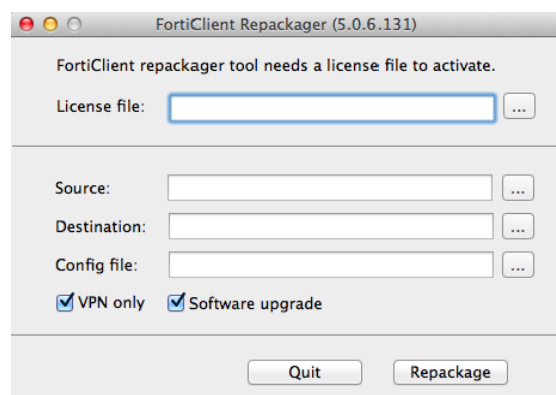 FortiClient Repackager (5.0.6.131)
FortiClient repackager tool needs a license file to activate.
License file: ...
Source: ...
Destination: ...
Config file: ...
VPN only Software upgrade
Quit Repackage